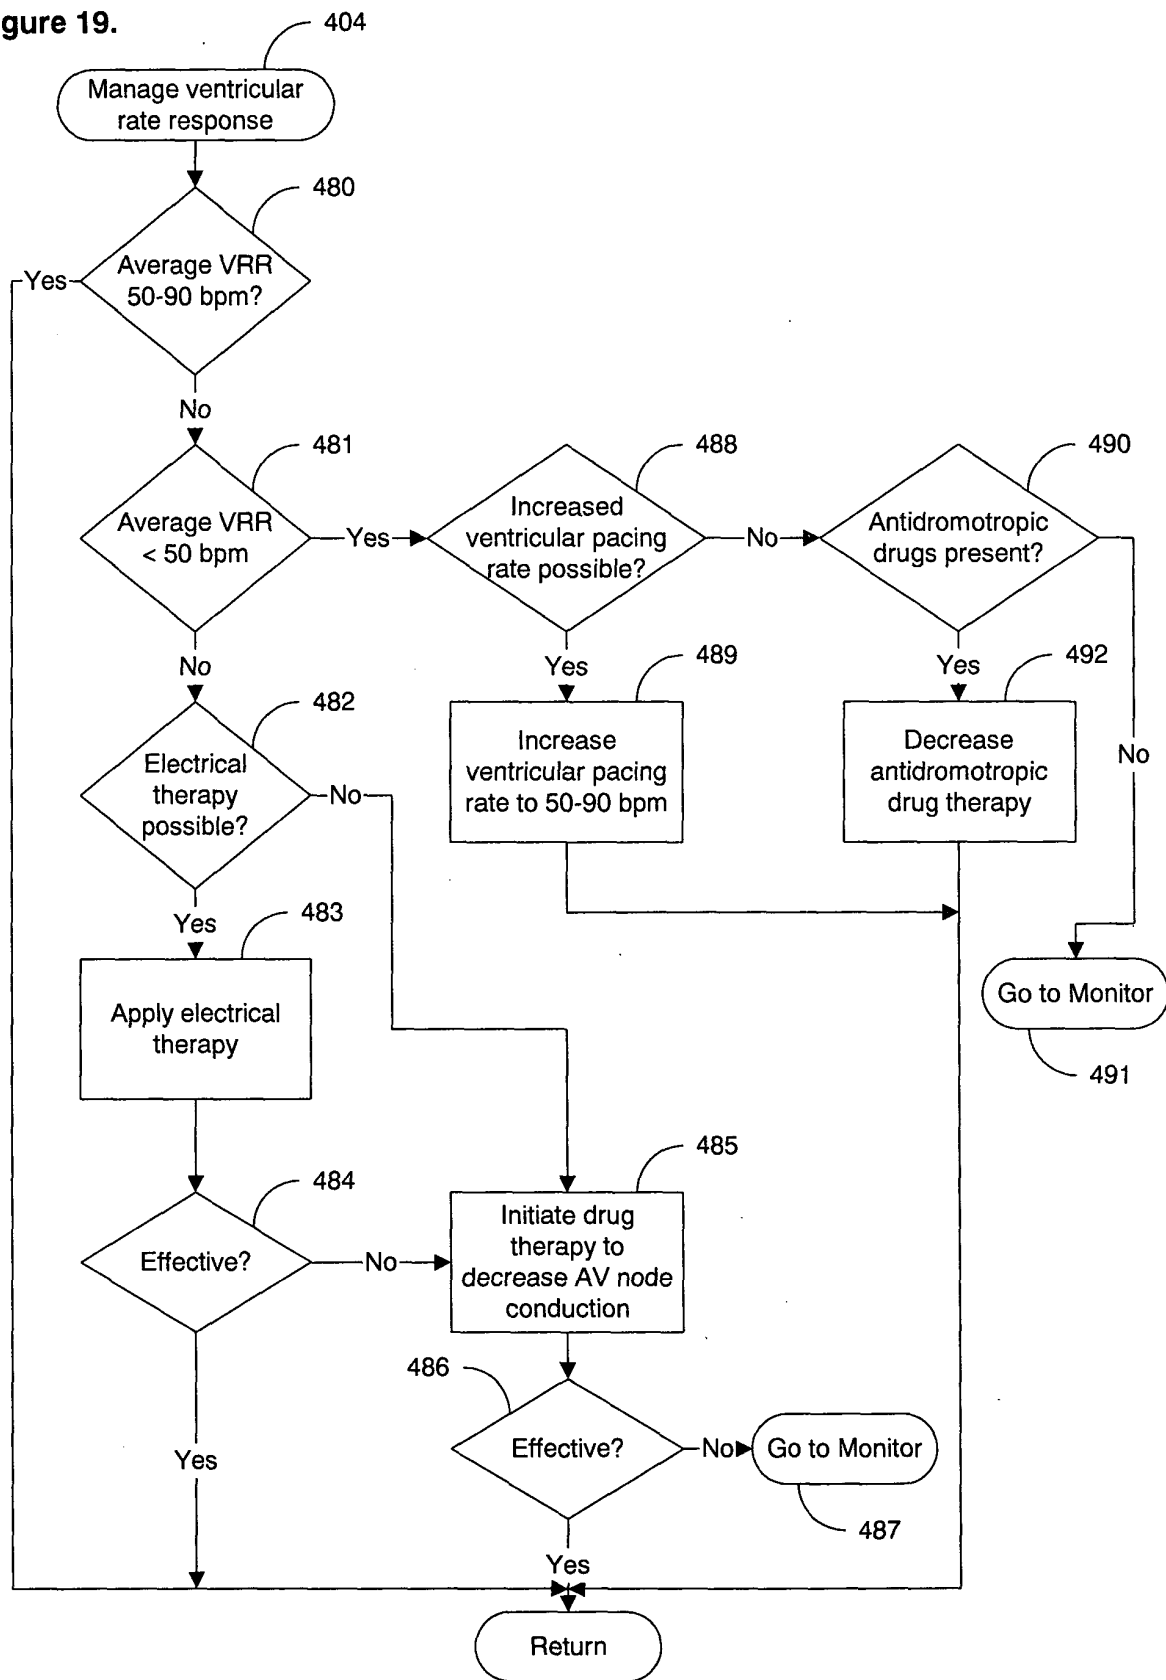 gure 19.
404
Manage ventricular
rate response
480
Average VRR
50-90 bpm?
Yes
No
481
Average VRR
< 50 bpm
Yes
488
Increased
ventricular pacing
rate possible?
No
490
Antidromotropic
drugs present?
No
482
Electrical
therapy
possible?
No
Yes
489
Increase
ventricular pacing
rate to 50-90 bpm
Yes
492
Decrease
antidromotropic
drug therapy
No
Yes
483
Apply electrical
therapy
Go to Monitor
491
484
Effective?
No
485
Initiate drug
therapy to
decrease AV node
conduction
486
Effective?
No
Go to Monitor
487
Yes
Yes
Return